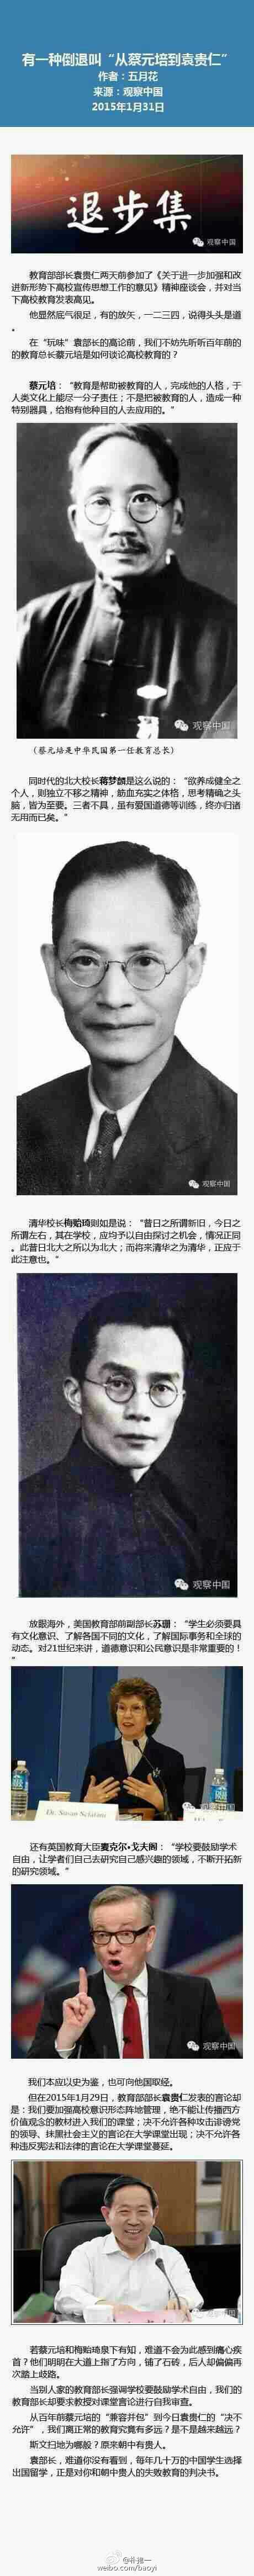 有一种倒退叫“从蔡元培到袁贵仁”
作者：五月花
来源：观察中国
2015年1月31日
退步集
观察中国
教育部部长袁贵仁两天前参加了《关于进一步加强和改
进新形势下高校宣传思想工作的意见》精神座谈会，并对当
下高校教育发表高见。
他显然底气很足，有的放矢，一二三四，说得头头是道
。
在“玩味”袁部长的高论前，我们不妨先听听百年前的
的教育总长蔡元培是如何谈论高校教育的？
蔡元培：“教育是帮助被教育的人，完成他的人格，于
人类文化上能尽一分子责任；不是把被教育的人，造成一种
特别器具，给抱有他种目的人去应用的。”
观察中国
（蔡元培是中华民国第一任教育总长）
同时代的北大校长蒋梦麟是这么说的：“欲养成健全之
个人，则独立不移之精神，筋血充实之体格，思考精确之头
脑，皆为至要。三者不具，虽有爱国道德等训练，终亦归诸
无用而已矣。”
观察中国
清华校长梅贻琦则如是说：“昔日之所谓新旧，今日之
所谓左右，其在学校，应均予以自由探讨之机会，情况正同
。此昔日北大之所以为北大；而将来清华之为清华，正应于
此注意也。”
观察中国
放眼海外，美国教育部前副部长苏珊：“学生必须要具
有文化意识、了解各国不同的文化，了解国际事务和全球的
动态。对21世纪来讲，道德意识和公民意识是非常重要的！
”
Dr. Susan Sclafani
观察中国
还有英国教育大臣麦克尔·戈夫阁：“学校要鼓励学术
自由，让学者们自己去研究自己感兴趣的领域，不断开拓新
的研究领域。”
观察中国
我们本应以史为鉴，也可向他国取经。
但在2015年1月29日，教育部部长袁贵仁发表的言论却
是：我们要加强高校意识形态阵地管理，绝不能让传播西方
价值观念的教材进入我们的课堂；决不允许各种攻击诽谤党
的领导、抹黑社会主义的言论在大学课堂出现；决不允许各
种违反宪法和法律的言论在大学课堂蔓延。
观察中国
若蔡元培和梅贻琦泉下有知，难道不会为此感到痛心疾
首？他们明明在大道上指了方向，铺了石砖，后人却偏偏再
次踏上歧路。
当别人家的教育部长强调学校要鼓励学术自由，我们的
教育部长却要求教授对课堂言论进行自我审查。
从百年前蔡元培的“兼容并包”到今日袁贵仁的“决不
允许”，我们离正常的教育究竟有多远？是不是越来越远？
斯文扫地为哪般？原来朝中有贵人。
袁部长，难道你没有看到，每年几十万的中国学生选择
出国留学，正是对你和朝中贵人的失败教育的判决书。
weibo.com/baoyi